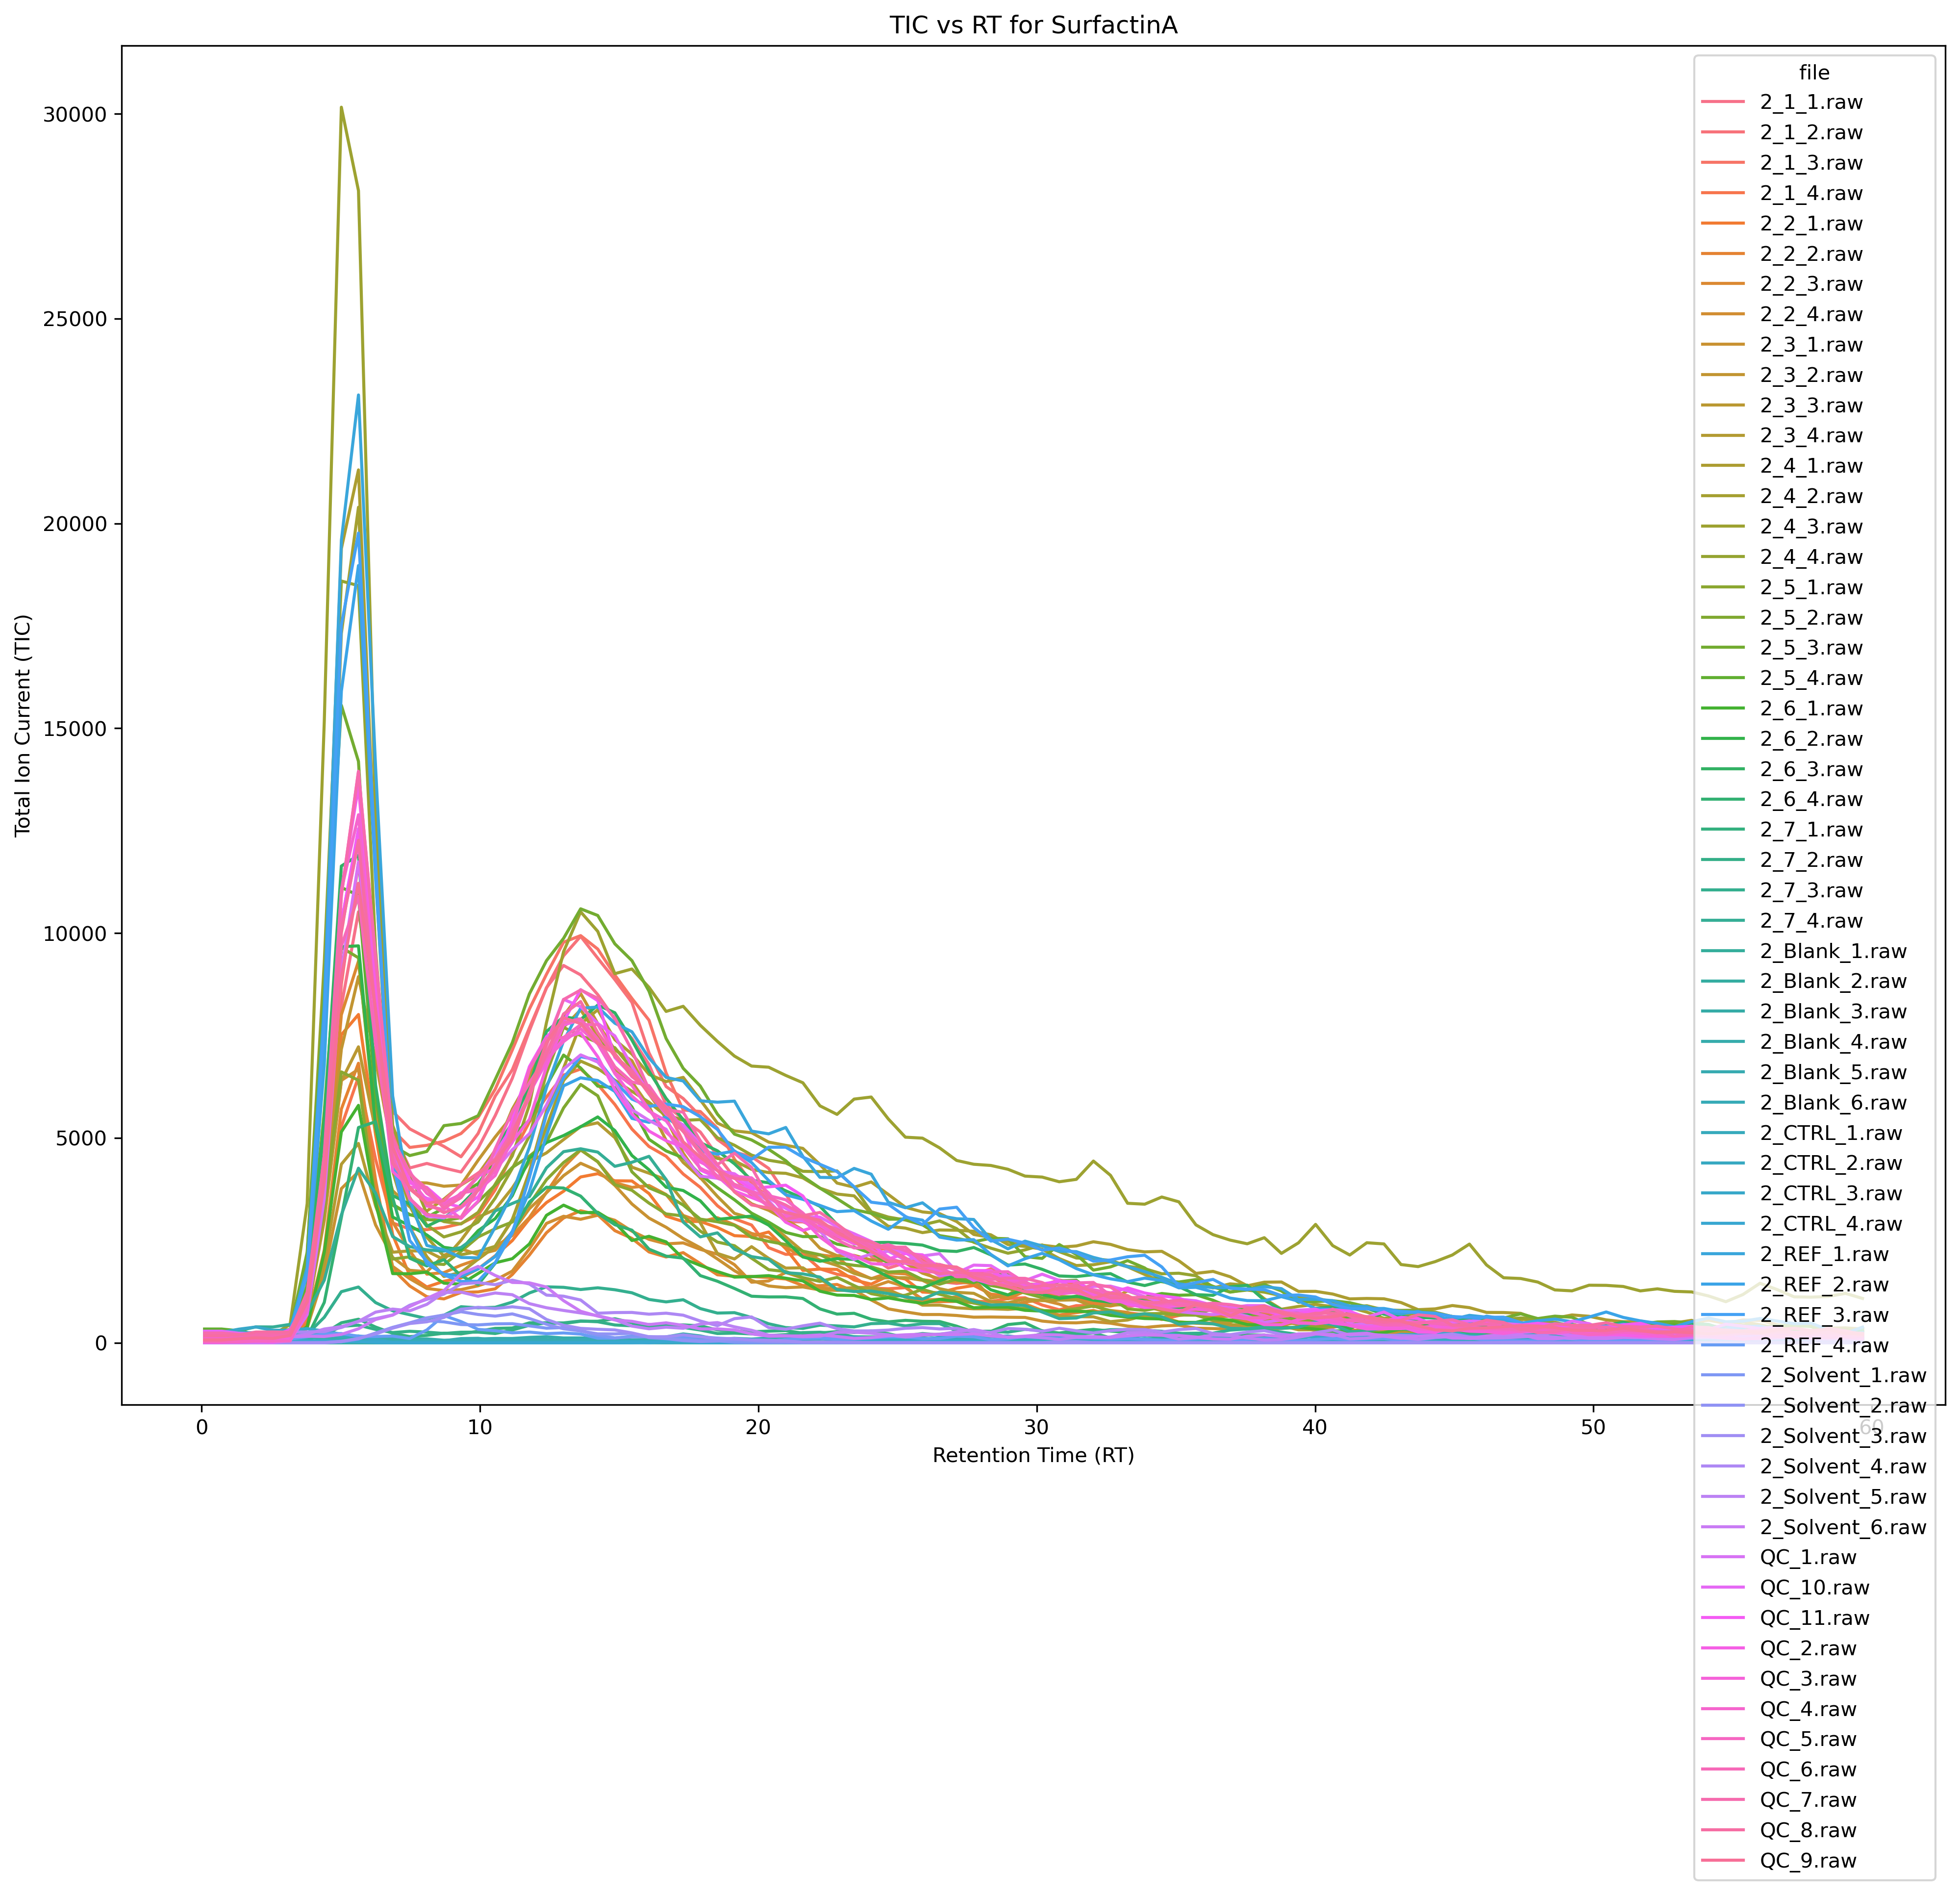 TIC vs RT for SurfactinA
Total Ion Current (TIC)
30000
25000
20000
15000
10000
5000
0
0
10
20
30
40
50
60
Retention Time (RT)
file
2_1_1.raw
2_1_2.raw
2_1_3.raw
2_1_4.raw
2_2_1.raw
2_2_2.raw
2_2_3.raw
2_2_4.raw
2_3_1.raw
2_3_2.raw
2_3_3.raw
2_3_4.raw
2_4_1.raw
2_4_2.raw
2_4_3.raw
2_4_4.raw
2_5_1.raw
2_5_2.raw
2_5_3.raw
2_5_4.raw
2_6_1.raw
2_6_2.raw
2_6_3.raw
2_6_4.raw
2_7_1.raw
2_7_2.raw
2_7_3.raw
2_7_4.raw
2_Blank_1.raw
2_Blank_2.raw
2_Blank_3.raw
2_Blank_4.raw
2_Blank_5.raw
2_Blank_6.raw
2_CTRL_1.raw
2_CTRL_2.raw
2_CTRL_3.raw
2_CTRL_4.raw
2_REF_1.raw
2_REF_2.raw
2_REF_3.raw
2_REF_4.raw
2_Solvent_1.raw
2_Solvent_2.raw
2_Solvent_3.raw
2_Solvent_4.raw
2_Solvent_5.raw
2_Solvent_6.raw
QC_1.raw
QC_10.raw
QC_11.raw
QC_2.raw
QC_3.raw
QC_4.raw
QC_5.raw
QC_6.raw
QC_7.raw
QC_8.raw
QC_9.raw